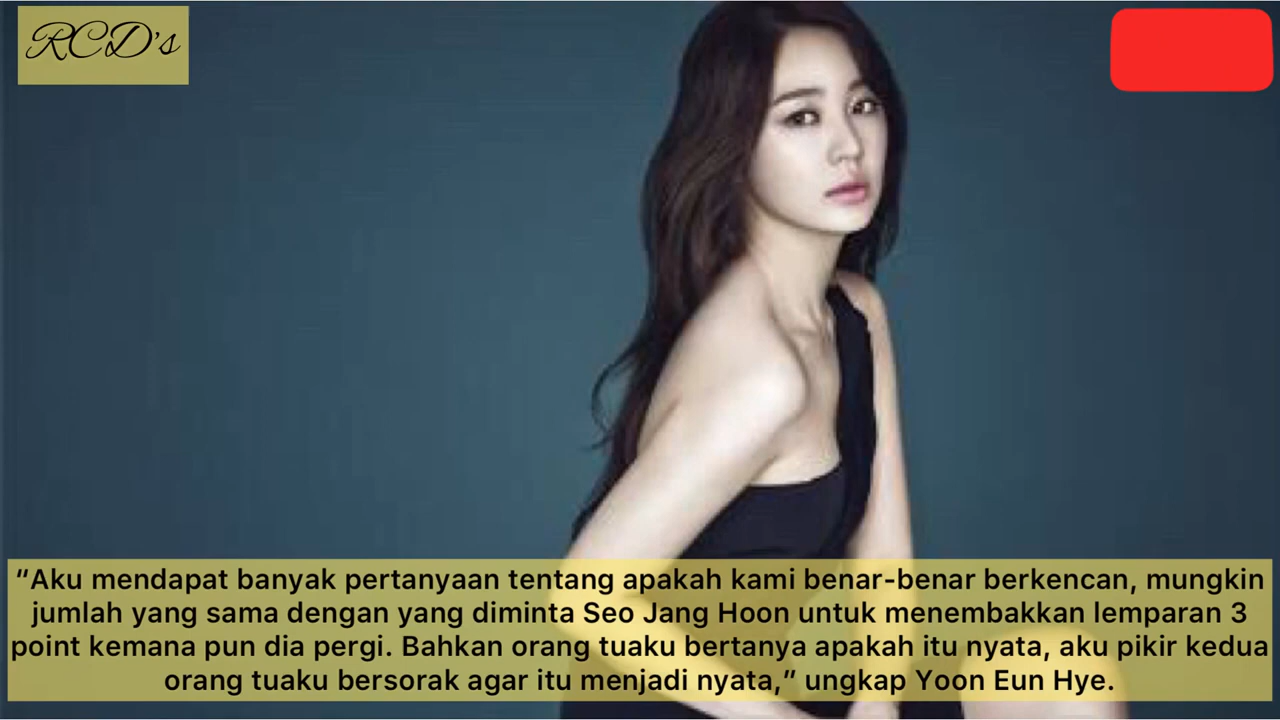 RCD's
“Aku mendapat banyak pertanyaan tentang apakah kami benar-benar berkencan, mungkin
jumlah yang sama dengan yang diminta Seo Jang Hoon untuk menembakkan lemparan 3
point kemana pun dia pergi. Bahkan orang tuaku bertanya apakah itu nyata, aku pikir kedua
orang tuaku bersorak agar itu menjadi nyata,” ungkap Yoon Eun Hye.